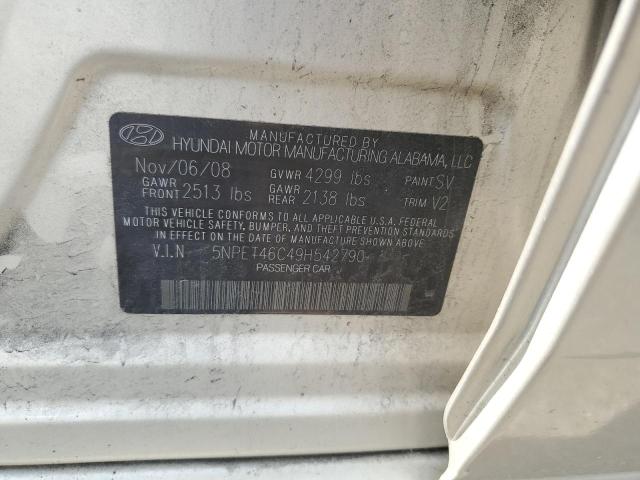 MANUFACTURED BY
HYUNDAI MOTOR MANUFACTURING ALABAMA, LLC
Nov/06/08 GVWR 4299 lbs PAINT SV
GAWR FRONT 2513 lbs GAWR REAR 2138 lbs TRIM V2
THIS VEHICLE CONFORMS TO ALL APPLICABLE U.S.A. FEDERAL
MOTOR VEHICLE SAFETY, BUMPER, AND THEFT PREVENTION
STANDARDS IN EFFECT ON THE DATE OF MANUFACTURE SHOWN ABOVE.
V.I.N 5NPET46C49H542790
PASSENGER CAR